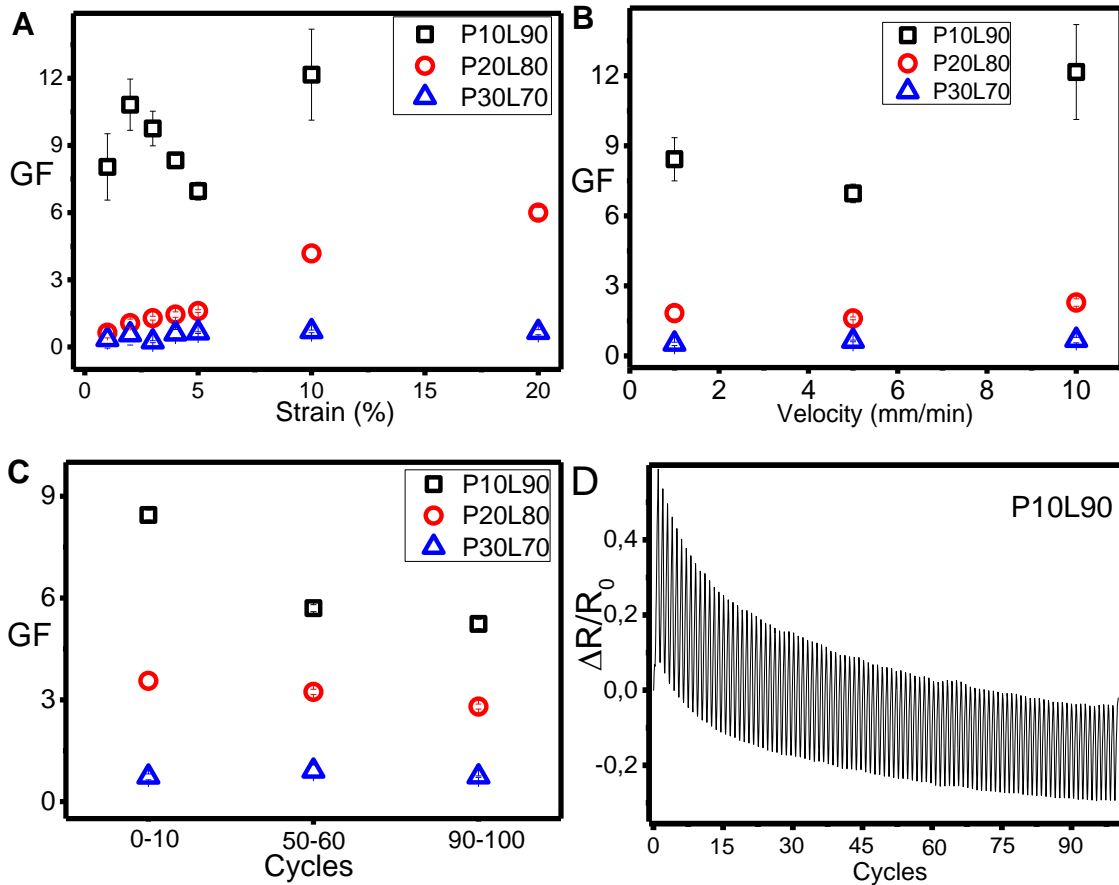 A
P10L90
P20L80
P30L70
12
9
6
3
0
GF
0
5
10
15
20
Strain (%)
B
P10L90
P20L80
P30L70
12
9
6
3
0
GF
0
2
4
6
8
10
Velocity (mm/min)
C
P10L90
P20L80
P30L70
9
6
3
0
GF
0-10
50-60
90-100
Cycles
D
P10L90
0,4
0,2
0,0
-0,2
ΔR/R0
0
15
30
45
60
75
90
Cycles